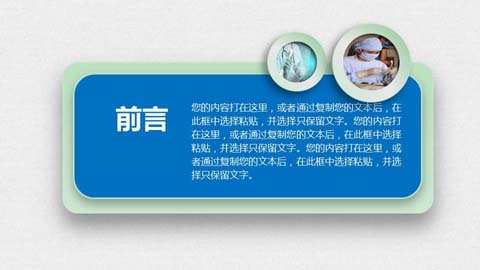 前言
您的内容打在这里，或者通过复制您的文本后，在
此框中选择粘贴，并选择只保留文字。您的内容打
在这里，或者通过复制您的文本后，在此框中选择
粘贴，并选择只保留文字。您的内容打在这里，或
者通过复制您的文本后，在此框中选择粘贴，并选
择只保留文字。